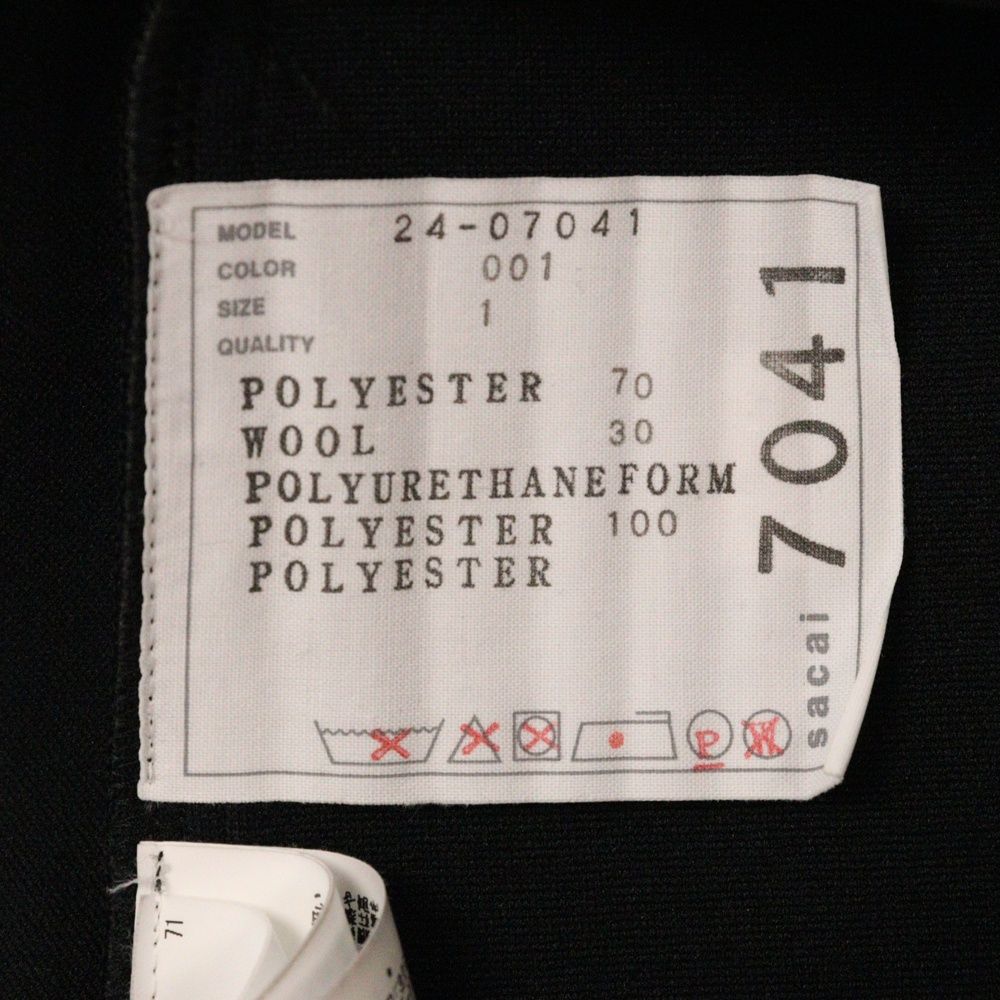 MODEL 24-07041
COLOR 001
SIZE 1
QUALITY
POLYESTER 70
WOOL 30
POLYURETHANEFORM
POLYESTER 100
POLYESTER
sacai 7041
P
W
71